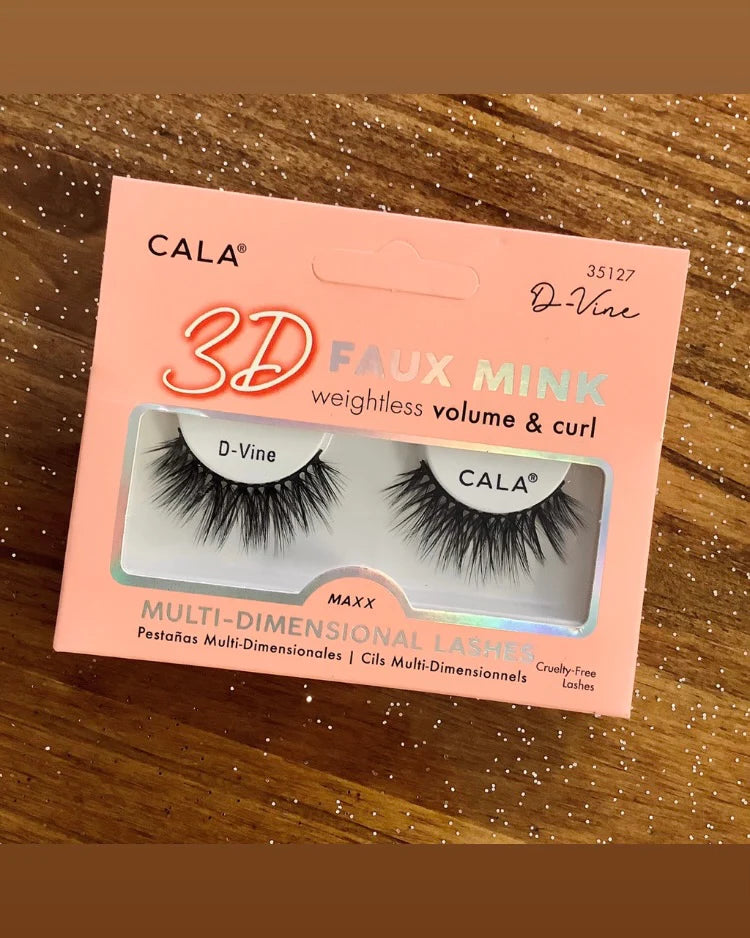 CALA®
35127
D-Vine
3D FAUX MINK
weightless volume & curl
D-Vine
CALA®
MAXX
MULTI-DIMENSIONAL LASHES
Pestañas Multi-Dimensionales | Cils Multi-Dimensionnels
Cruelty-Free
Lashes